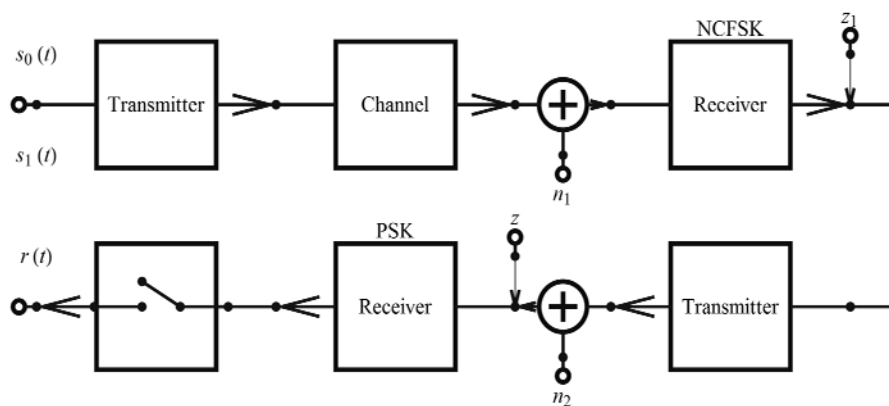 s₀(t)
s₁(t)
Transmitter
Channel
n₁
NCFSK
Receiver
z₁
r(t)
PSK
Receiver
z
n₂
Transmitter